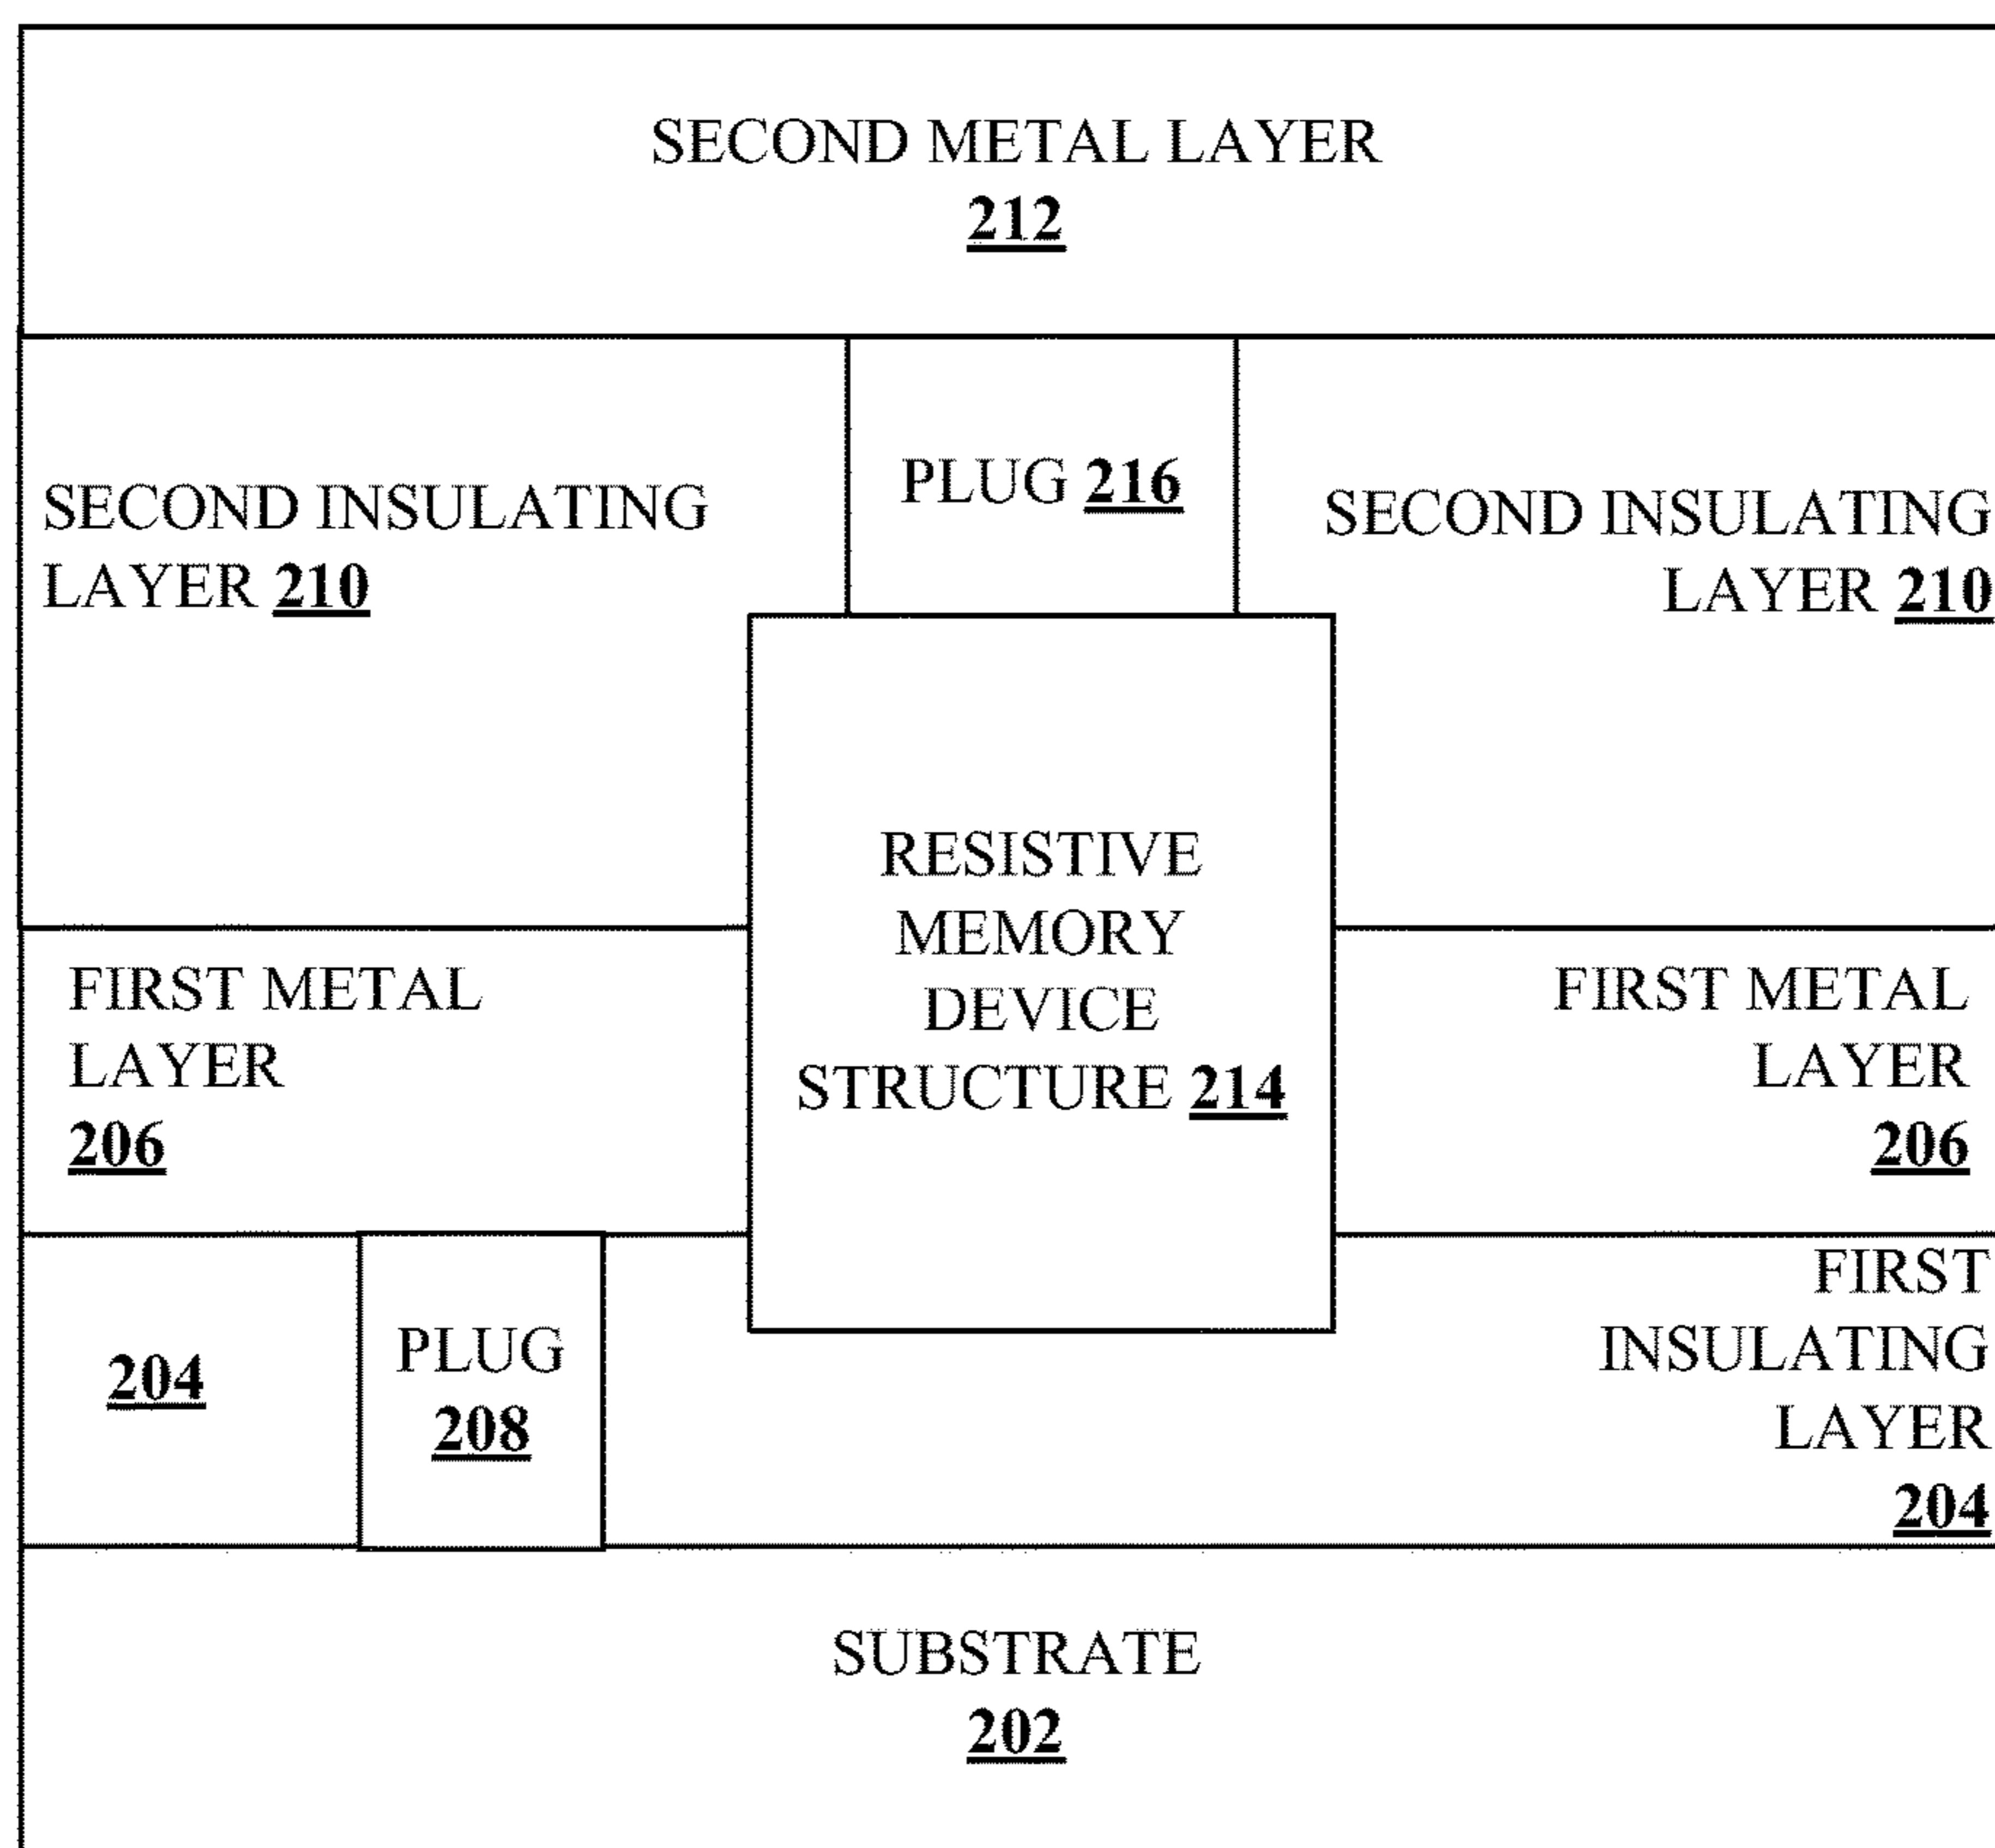 SECOND METAL LAYER
212
SECOND INSULATING
LAYER 210
PLUG 216
SECOND INSULATING
LAYER 210
RESISTIVE
MEMORY
DEVICE
STRUCTURE 214
FIRST METAL
LAYER
206
FIRST METAL
LAYER
206
204
PLUG
208
FIRST
INSULATING
LAYER
204
SUBSTRATE
202